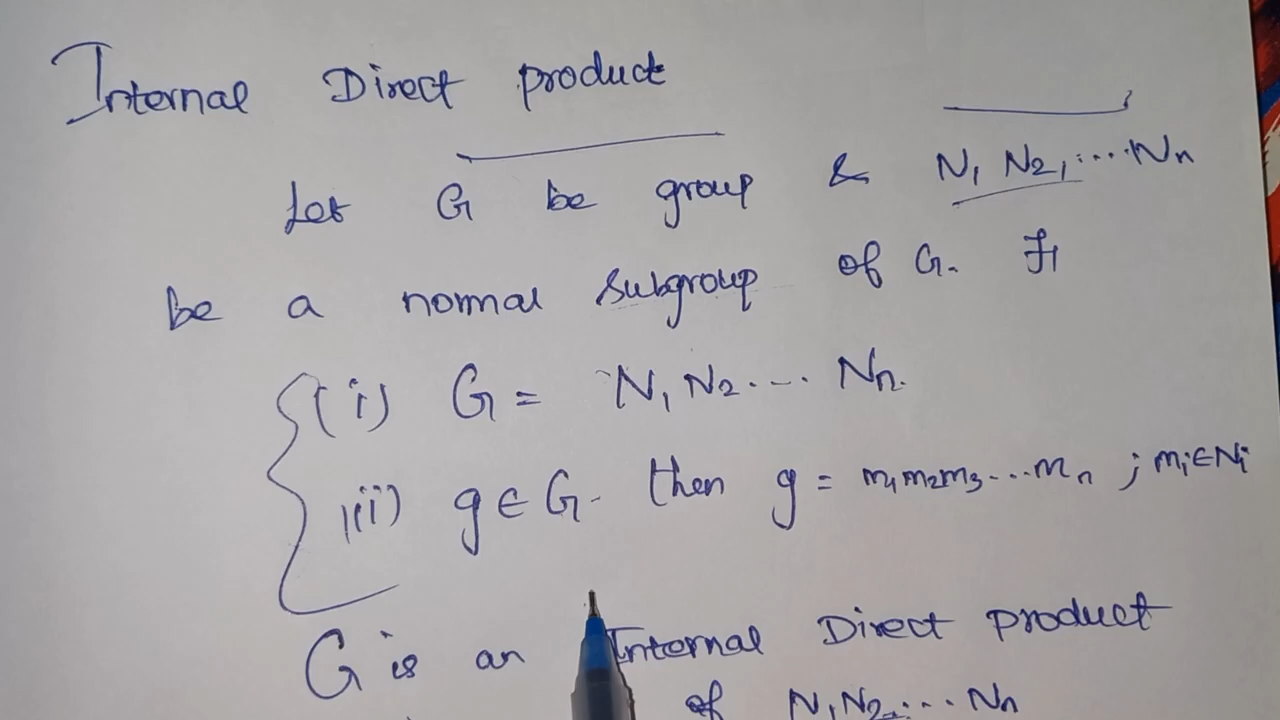 Internal Direct product
Let G be group & N1 N2, ... Nn
be a normal subgroup of G. If
(i) G = N1 N2 ... Nn.
(ii) g ∈ G. then g = m1 m2 m3 ... mn ; mi ∈ Ni
G is an Internal Direct product
of N1 N2 ... Nn